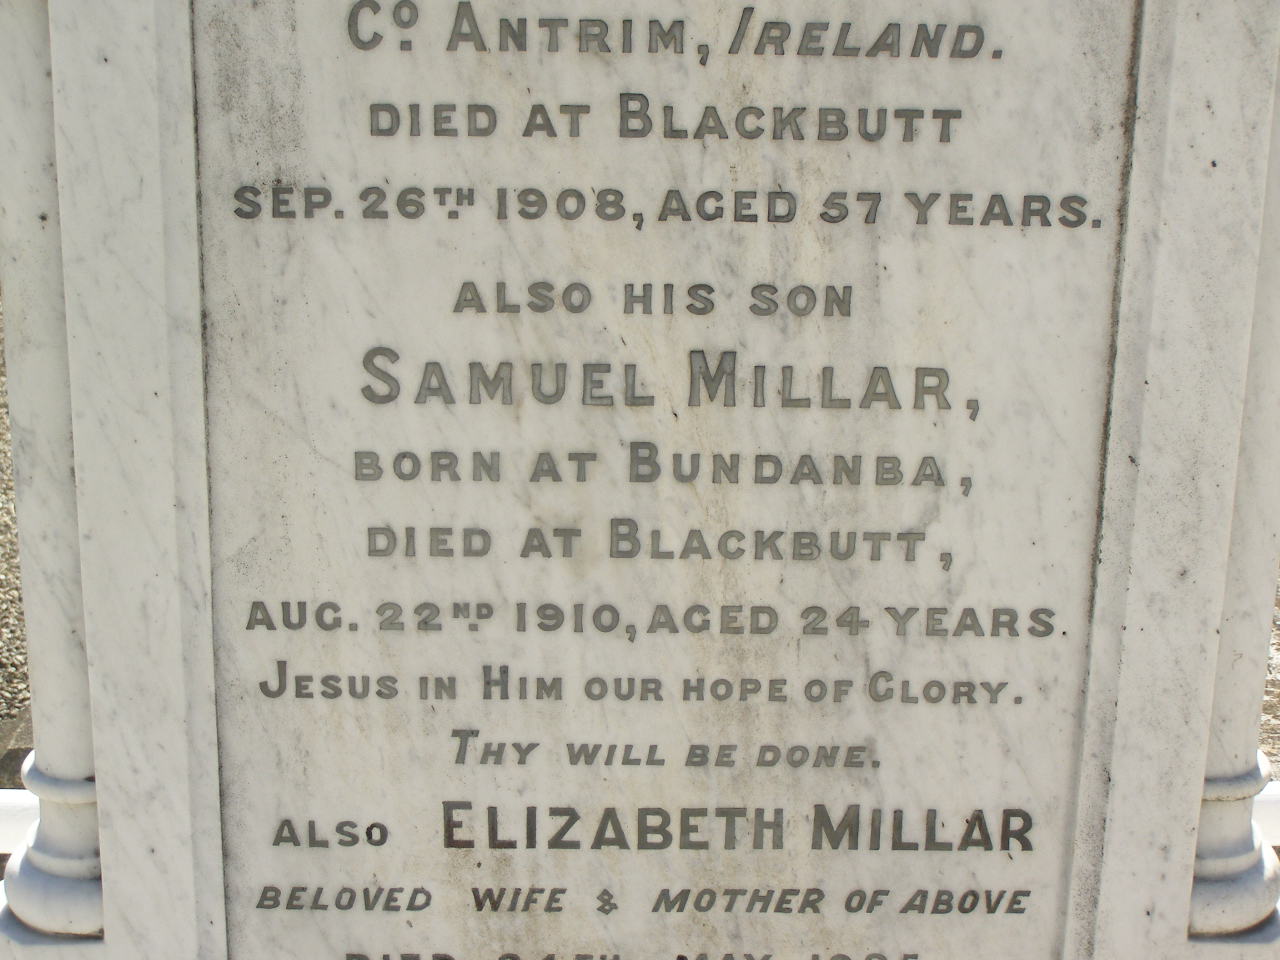 Co. ANTRIM, IRELAND.
DIED AT BLACKBUTT
SEP. 26TH. 1908, AGED 57 YEARS.
ALSO HIS SON
SAMUEL MILLAR,
BORN AT BUNDANBA,
DIED AT BLACKBUTT,
AUG. 22ND. 1910, AGED 24 YEARS.
JESUS IN HIM OUR HOPE OF GLORY.
THY WILL BE DONE.
ALSO ELIZABETH MILLAR
BELOVED WIFE & MOTHER OF ABOVE
DIED MAY